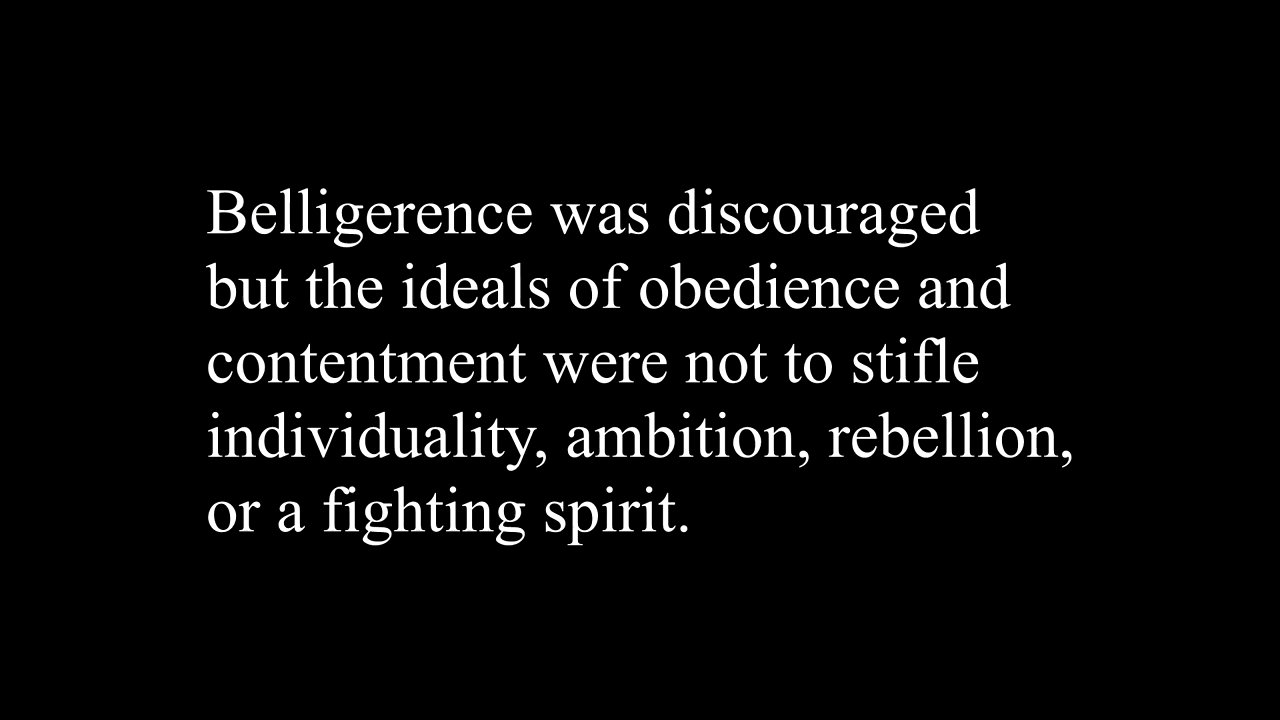 Belligerence was discouraged
but the ideals of obedience and
contentment were not to stifle
individuality, ambition, rebellion,
or a fighting spirit.